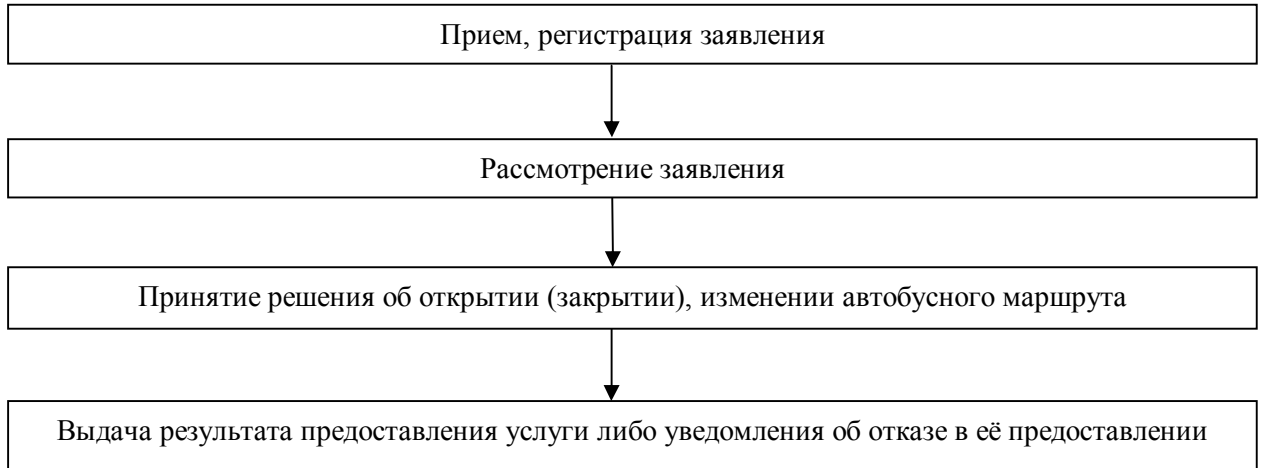 Прием, регистрация заявления
Рассмотрение заявления
Принятие решения об открытии (закрытии), изменении автобусного маршрута
Выдача результата предоставления услуги либо уведомления об отказе в её предоставлении